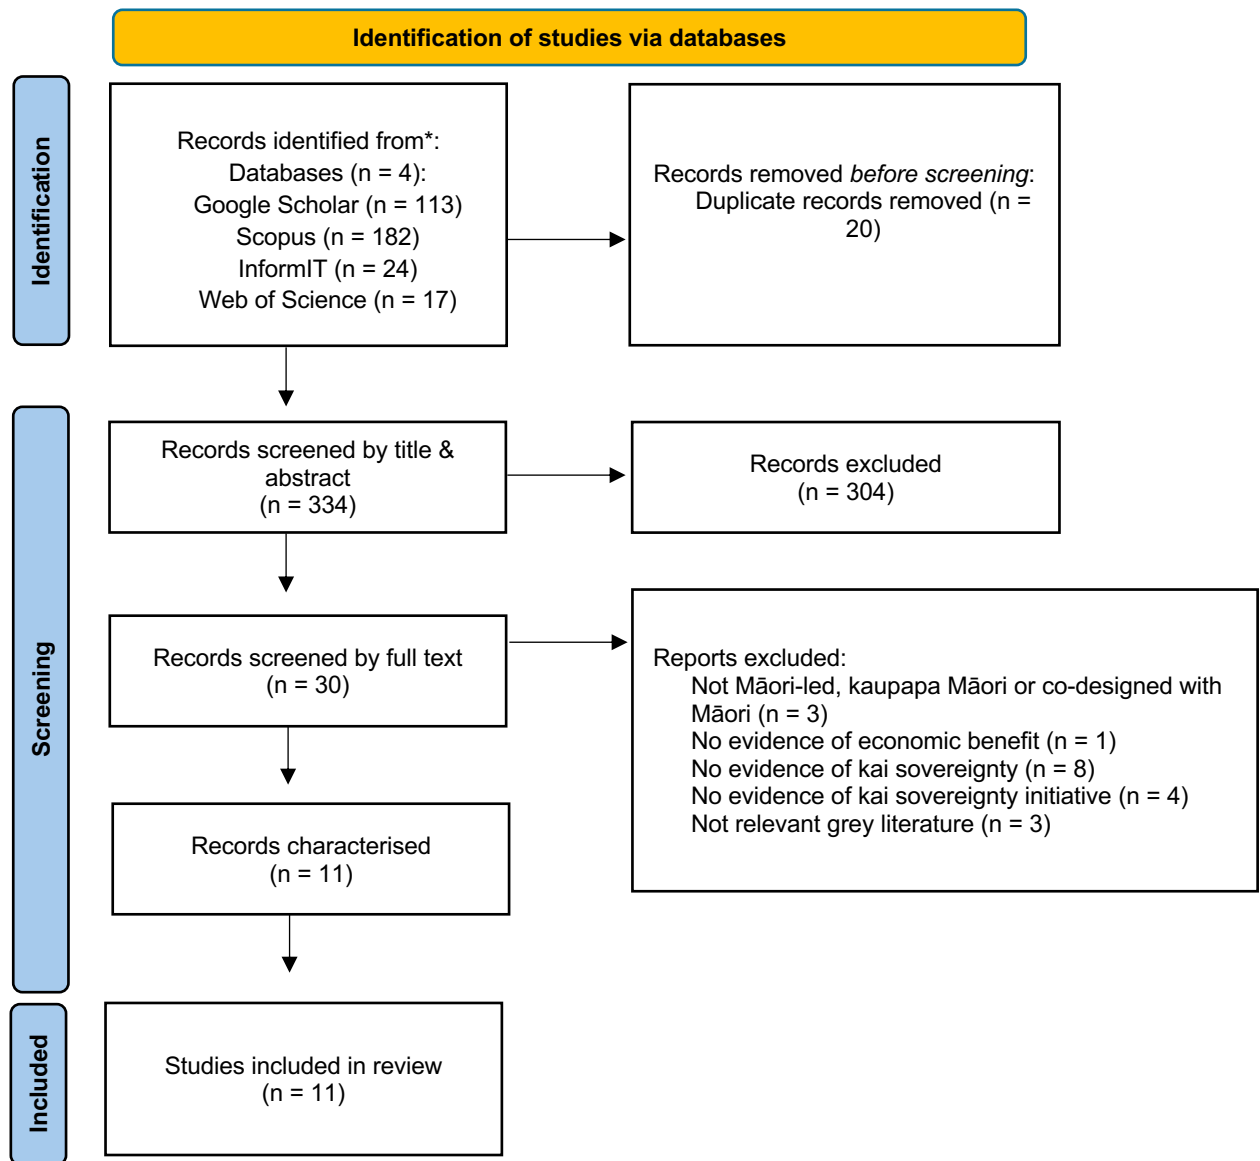 Identification of studies via databases
Identification
Records identified from*:
Databases (n = 4):
Google Scholar (n = 113)
Scopus (n = 182)
InformIT (n = 24)
Web of Science (n = 17)
Records removed before screening:
Duplicate records removed (n =
20)
Screening
Records screened by title &
abstract
(n = 334)
Records excluded
(n = 304)
Records screened by full text
(n = 30)
Reports excluded:
Not Māori-led, kaupapa Māori or co-designed with
Māori (n = 3)
No evidence of economic benefit (n = 1)
No evidence of kai sovereignty (n = 8)
No evidence of kai sovereignty initiative (n = 4)
Not relevant grey literature (n = 3)
Records characterised
(n = 11)
Included
Studies included in review
(n = 11)